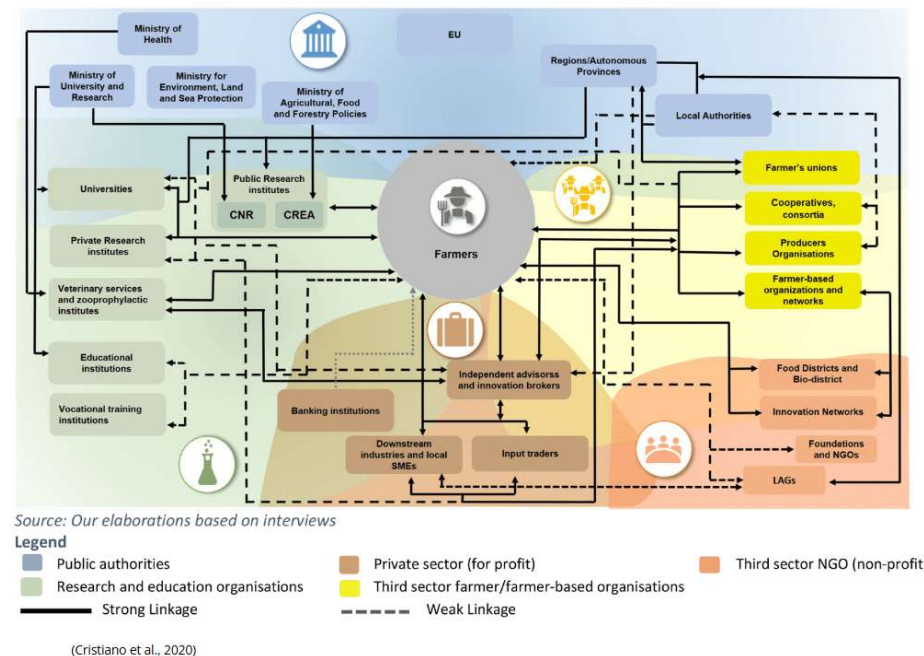 Ministry of
Health
EU
Regions/Autonomous
Provinces
Ministry of
University and
Research
Ministry for
Environment, Land
and Sea Protection
Ministry of
Agricultural, Food
and Forestry Policies
Local Authorities
Universities
Public Research
institutes
CNR
CREA
Farmers
Farmer's unions
Cooperatives,
consortia
Private Research
institutes
Producers
Organisations
Veterinary services
and zooprophylactic
institutes
Farmer-based
organizations and
networks
Educational
institutions
Independent advisorss
and innovation brokers
Food Districts and
Bio-district
Vocational training
institutions
Banking institutions
Innovation Networks
Downstream
industries and local
SMEs
Input traders
Foundations
and NGOs
LAGs
Source: Our elaborations based on interviews
Legend
Public authorities
Private sector (for profit)
Third sector NGO (non-profit
Research and education organisations
Third sector farmer/farmer-based organisations
Strong Linkage
Weak Linkage
(Cristiano et al., 2020)